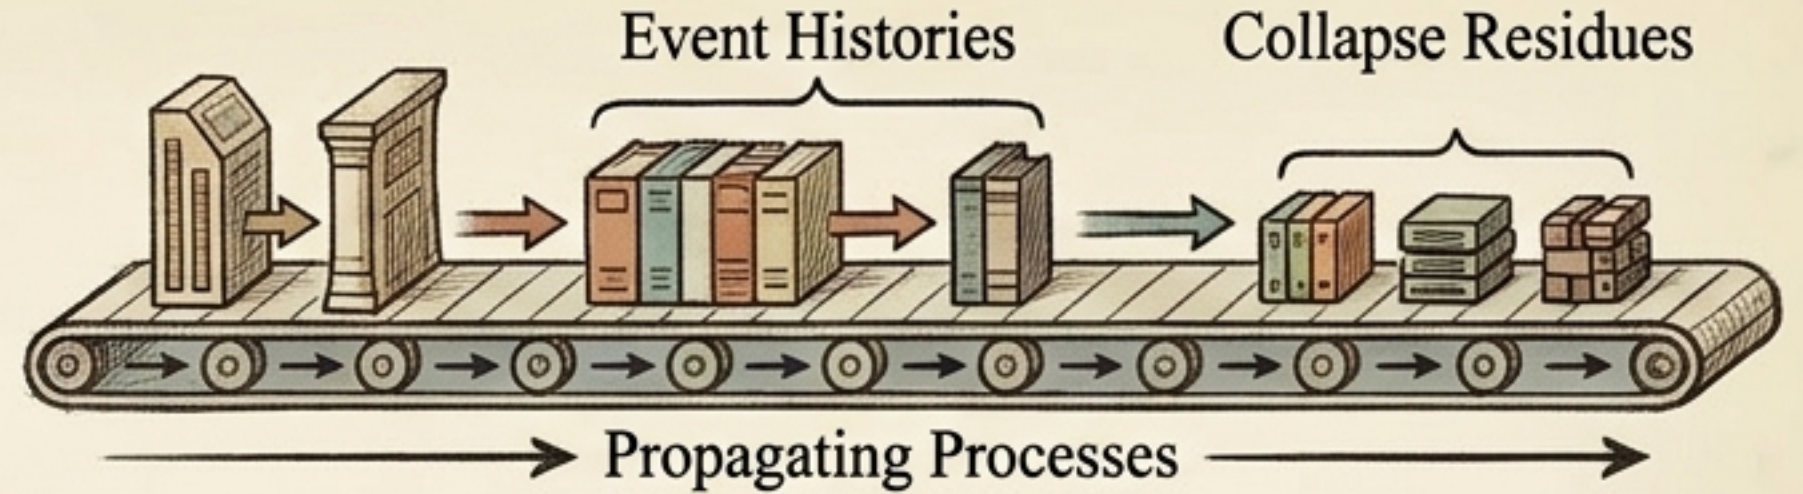 Event Histories
Collapse Residues
Propagating Processes